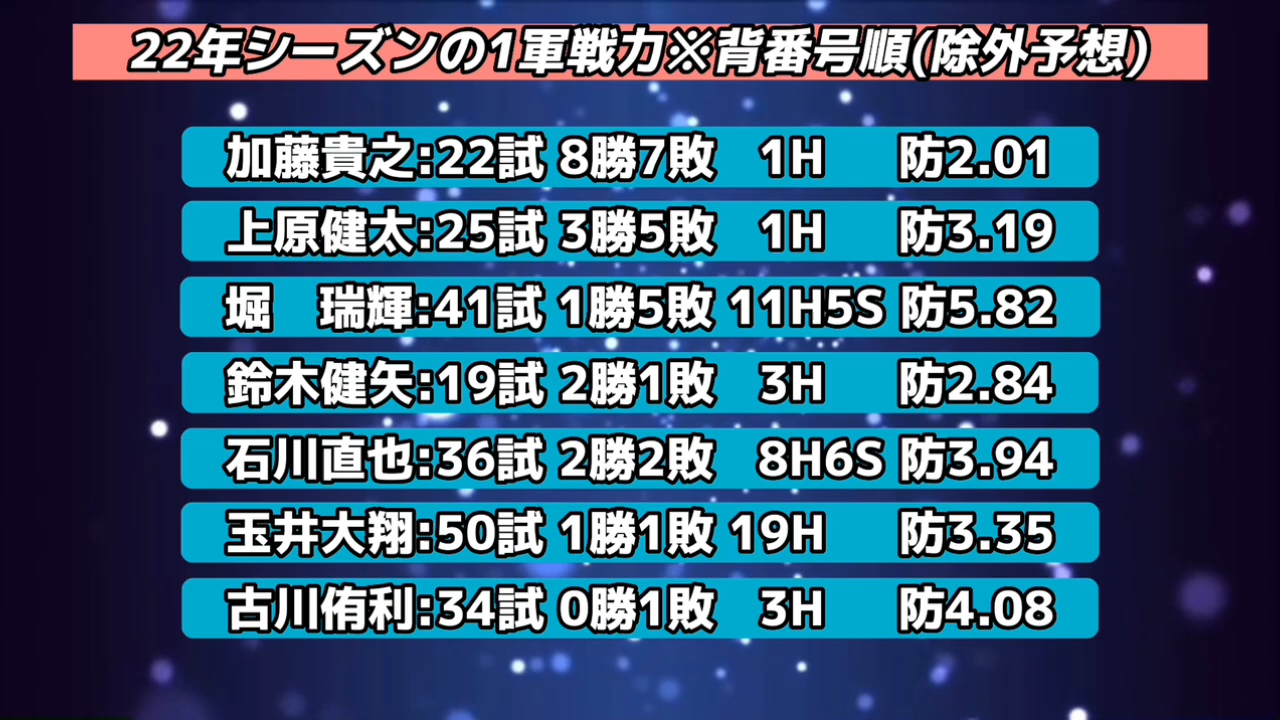 22年シーズンの1軍戦力※背番号順(除外予想)
加藤貴之:22試 8勝7敗 1H 防2.01
上原健太:25試 3勝5敗 1H 防3.19
堀　瑞輝:41試 1勝5敗 11H5S 防5.82
鈴木健矢:19試 2勝1敗 3H 防2.84
石川直也:36試 2勝2敗 8H6S 防3.94
玉井大翔:50試 1勝1敗 19H 防3.35
古川侑利:34試 0勝1敗 3H 防4.08